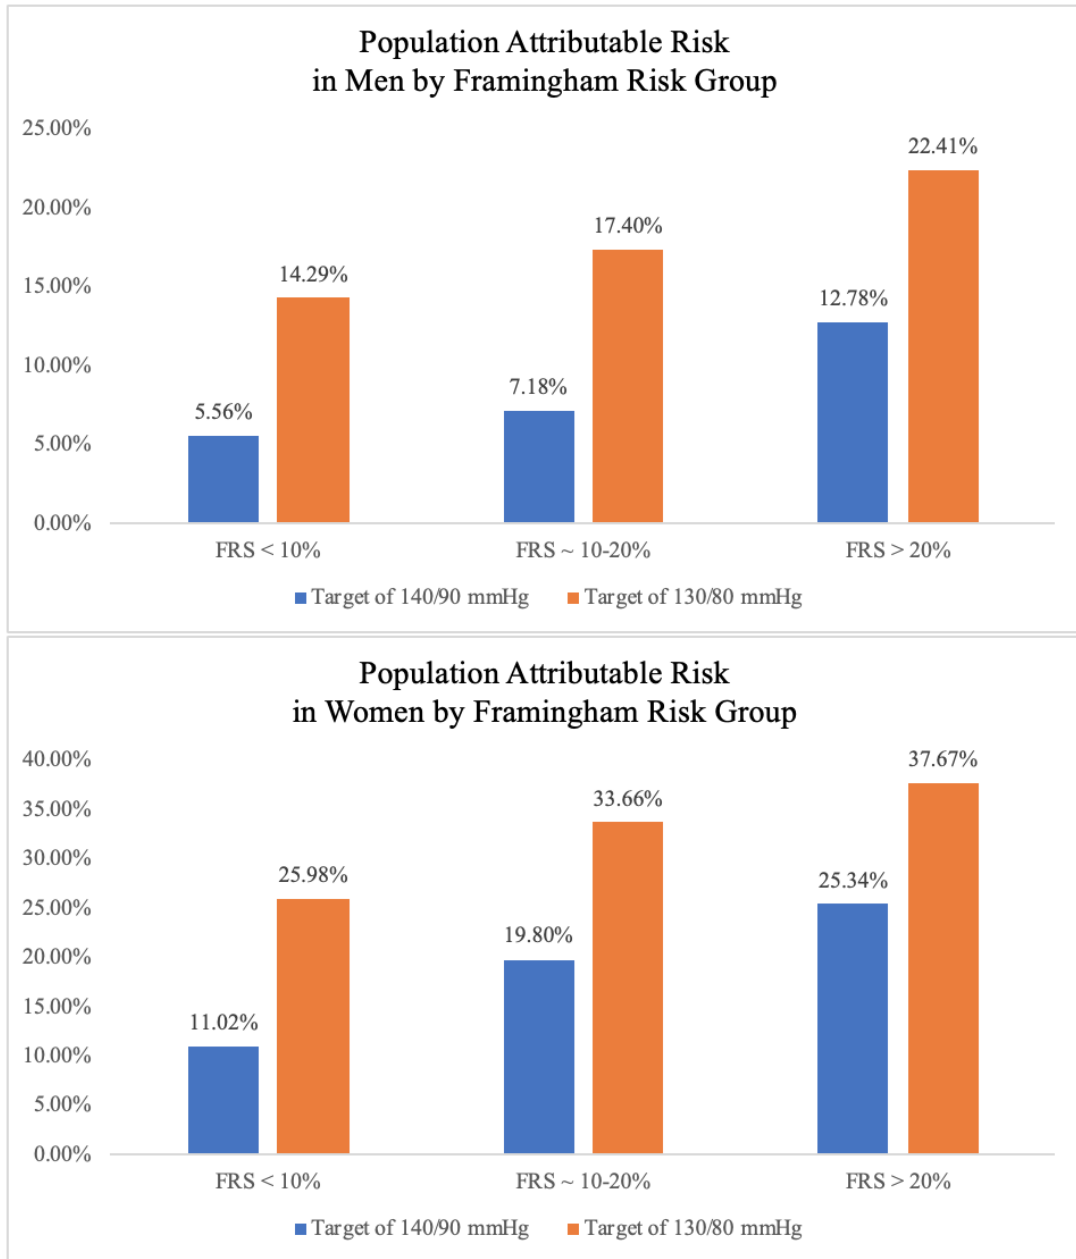 Population Attributable Risk
in Men by Framingham Risk Group
25.00%
20.00%
15.00%
10.00%
5.00%
0.00%
5.56%
14.29%
7.18%
17.40%
12.78%
22.41%
FRS < 10%
FRS ~ 10-20%
FRS > 20%
Target of 140/90 mmHg
Target of 130/80 mmHg
Population Attributable Risk
in Women by Framingham Risk Group
40.00%
35.00%
30.00%
25.00%
20.00%
15.00%
10.00%
5.00%
0.00%
11.02%
25.98%
19.80%
33.66%
25.34%
37.67%
FRS < 10%
FRS ~ 10-20%
FRS > 20%
Target of 140/90 mmHg
Target of 130/80 mmHg